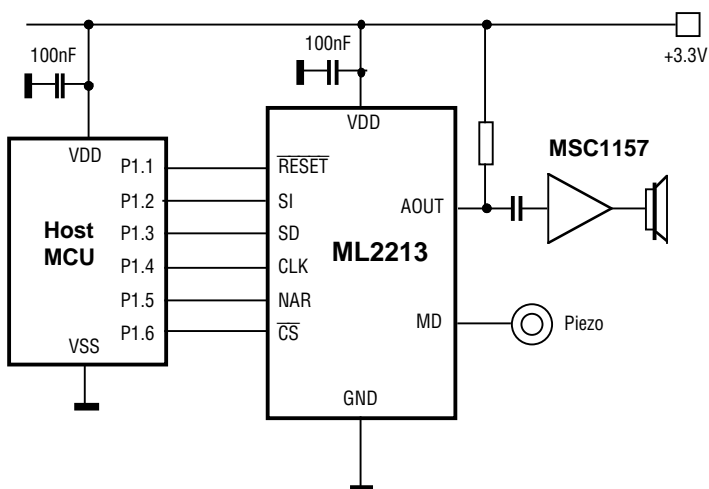 100nF
100nF
+3.3V
VDD
P1.1
P1.2
P1.3
P1.4
P1.5
P1.6
Host
MCU
VSS
VDD
RESET
SI
SD
CLK
NAR
CS
ML2213
AOUT
MD
GND
MSC1157
Piezo